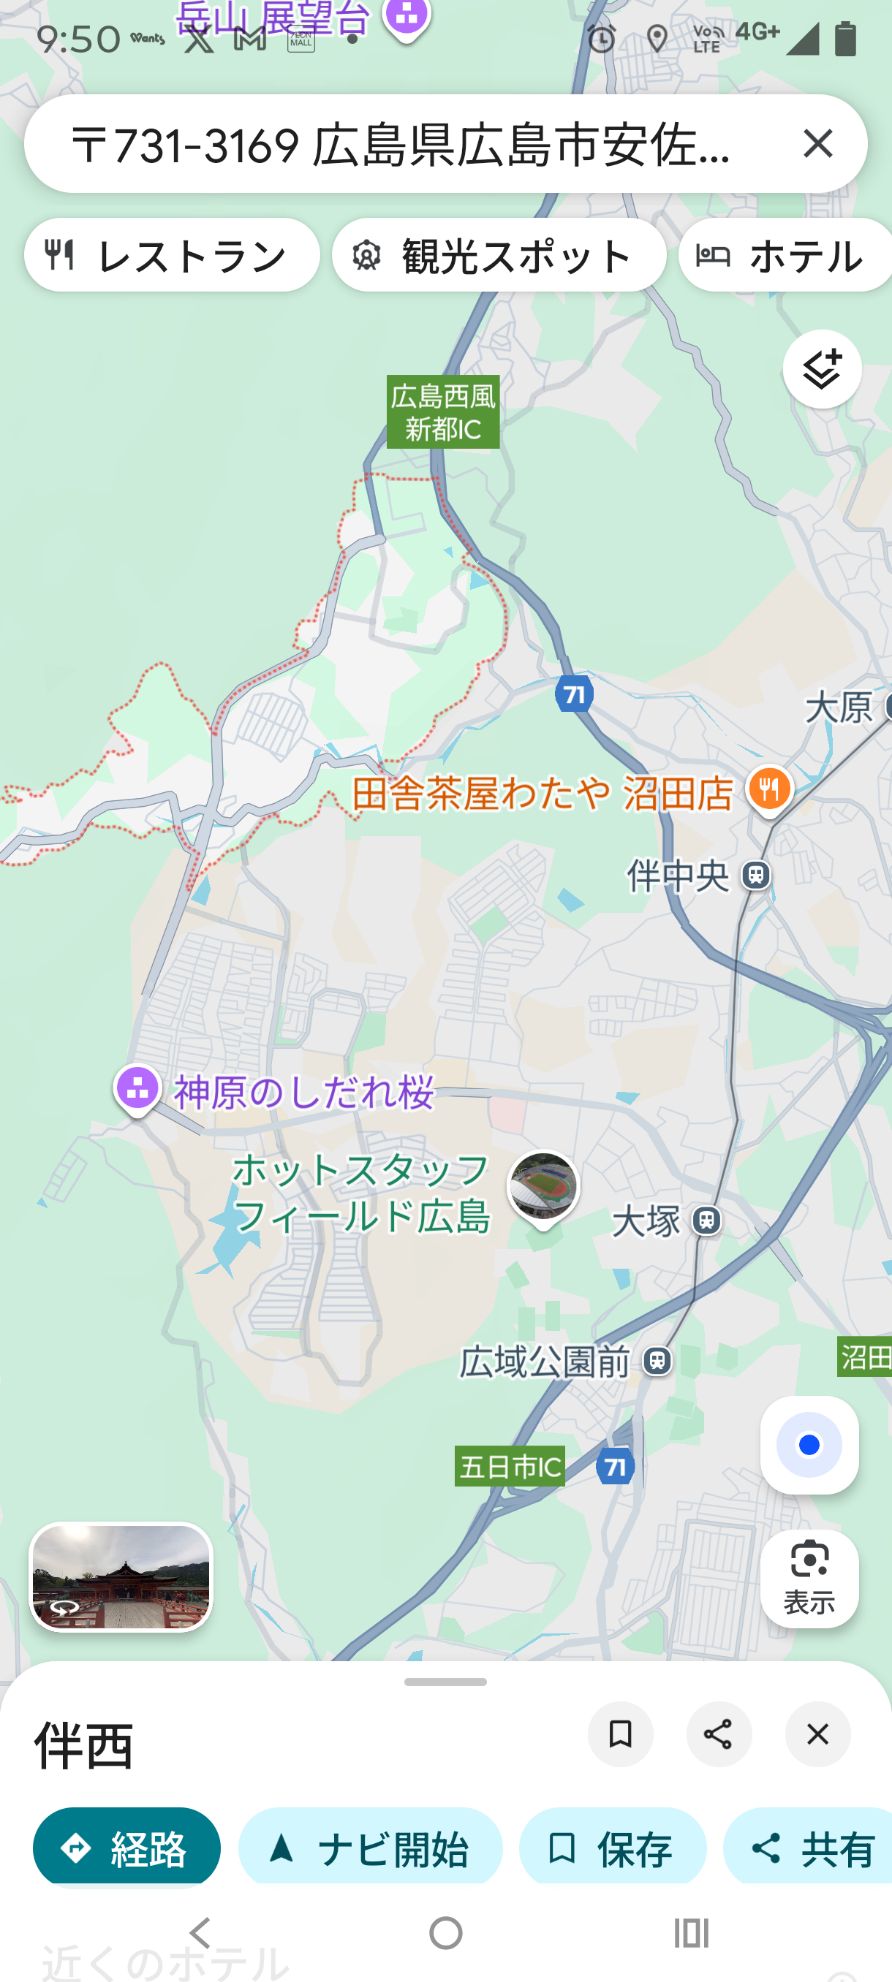 岳山 展望台
9:50 Wants M AEON MALL Vo LTE 4G+
〒731-3169 広島県広島市安佐...
レストラン 観光スポット ホテル
広島西風
新都IC
71
大原
田舎茶屋わたや 沼田店
伴中央
神原のしだれ桜
ホットスタッフ
フィールド広島
大塚
広域公園前
沼田
五日市IC 71
表示
伴西
経路 ナビ開始 保存 共有
近くのホテル